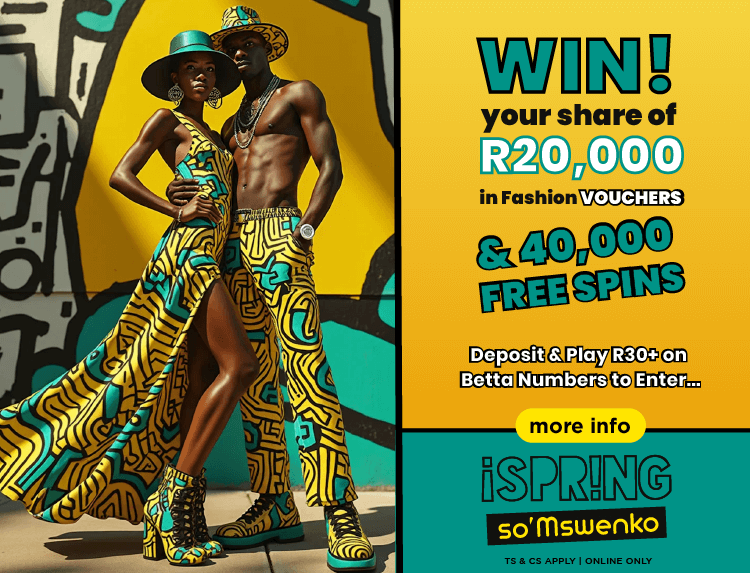 WIN!
your share of
R20,000
in Fashion VOUCHERS
& 40,000
FREE SPINS
Deposit & Play R30+ on
Betta Numbers to Enter...
more info
iSPR!NG
so'Mswenko
TS & CS APPLY | ONLINE ONLY